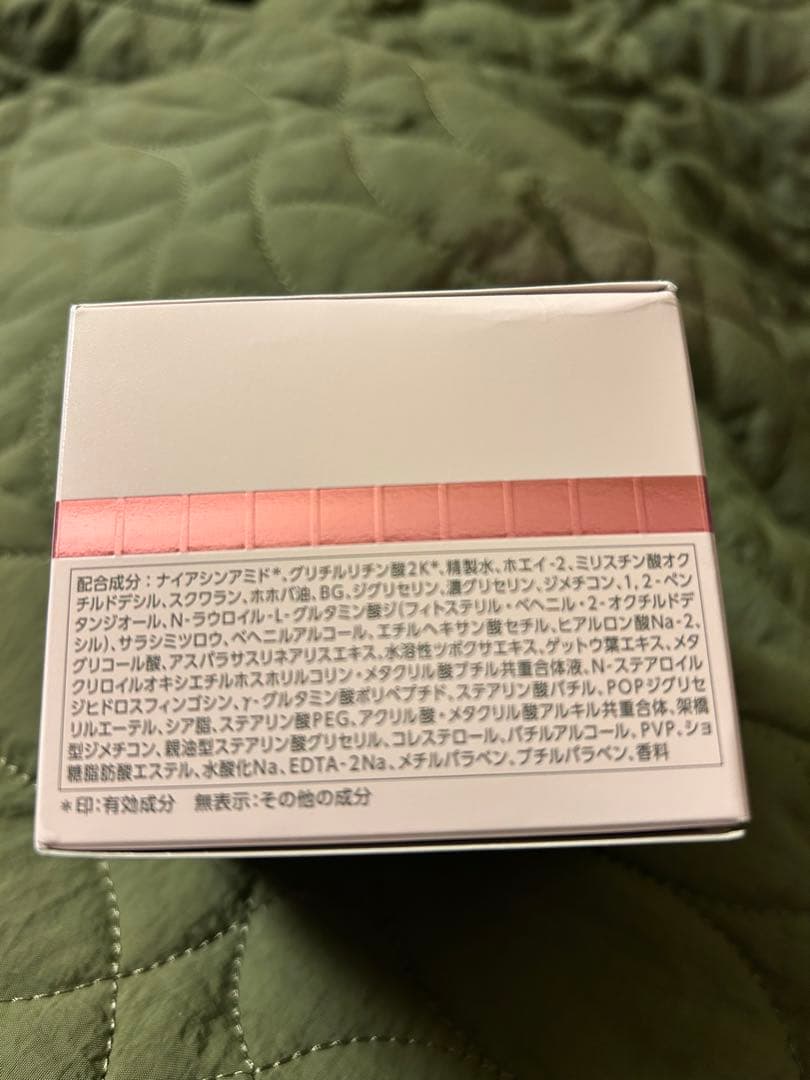 配合成分：ナイアシンアミド*、グリチルリチン酸2K*、精製水、ホエイ-2、ミリスチン酸オク
チルドデシル、スクワラン、ホホバ油、BG、ジグリセリン、濃グリセリン、ジメチコン、1,2-ペン
タンジオール、N-ラウロイル-L-グルタミン酸ジ(フィトステリル・ベヘニル・2-オクチルドデ
シル)、サラシミツロウ、ベヘニルアルコール、エチルヘキサン酸セチル、ヒアルロン酸Na-2、
グリコール酸、アスパラサスリネアリスエキス、水溶性ツボクサエキス、ゲットウ葉エキス、メタ
クリロイルオキシエチルホスホリルコリン・メタクリル酸ブチル共重合体液、N-ステアロイル
ジヒドロスフィンゴシン、γ-グルタミン酸ポリペプチド、ステアリン酸バチル、POPジグリセ
リルエーテル、シア脂、ステアリン酸PEG、アクリル酸・メタクリル酸アルキル共重合体、架橋
型ジメチコン、親油型ステアリン酸グリセリル、コレステロール、バチルアルコール、PVP、ショ
糖脂肪酸エステル、水酸化Na、EDTA-2Na、メチルパラベン、ブチルパラベン、香料
*印：有効成分　無表示：その他の成分